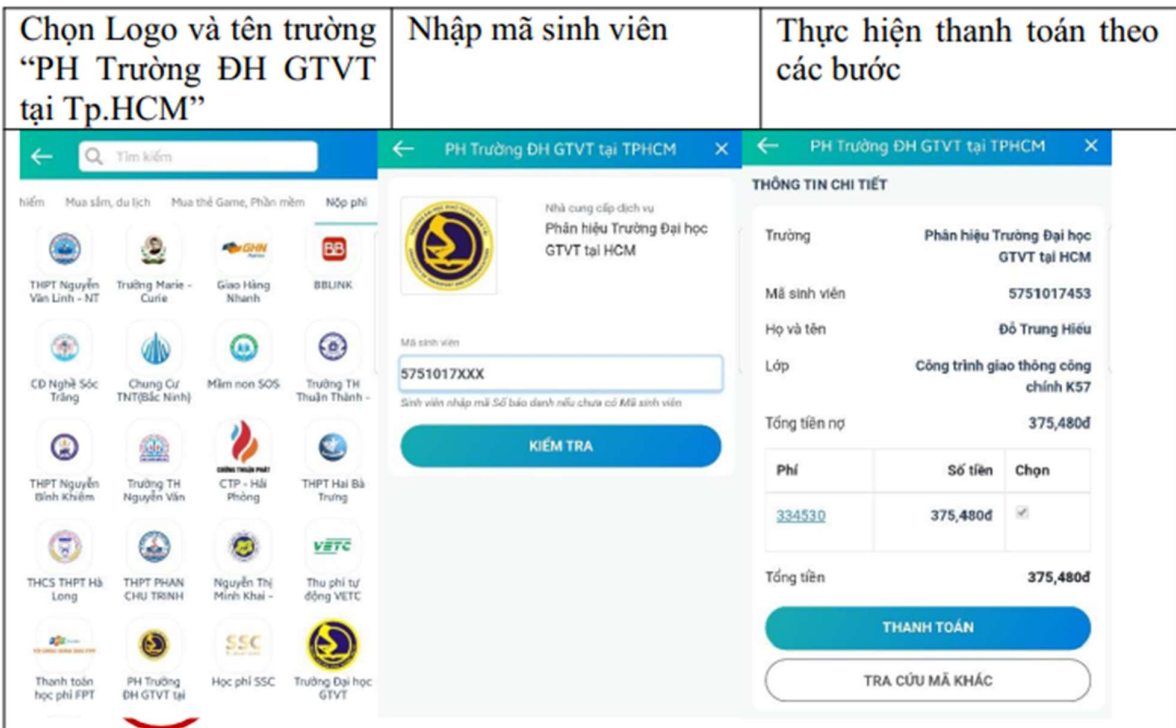 Chọn Logo và tên trường
“PH Trường ĐH GTVT
tại Tp.HCM”
Nhập mã sinh viên
Thực hiện thanh toán theo
các bước
Tìm kiếm
hiểm
Mua sắm, du lịch
Mua thẻ Game, Phần mềm
Nộp phí
THPT Nguyễn
Văn Linh - NT
Trường Marie -
Curie
GHN
Giao Hàng
Nhanh
BB
BBLINK
CĐ Nghề Sóc
Trăng
Chung Cư
TNT(Bắc Ninh)
Mầm non SOS
Trường TH
Thuận Thành -
THPT Nguyễn
Bỉnh Khiêm
Trường TH
Nguyễn Văn
CƯỜNG THUẬN PHÁT
CTP - Hải
Phòng
THPT Hai Bà
Trưng
THCS THPT Hà
Long
THPT PHAN
CHU TRINH
Nguyễn Thị
Minh Khai -
VETC
Thu phí tự
động VETC
Thanh toán
học phí FPT
PH Trường
ĐH GTVT tại
SSC
Học phí SSC
Trường Đại học
GTVT
PH Trường ĐH GTVT tại TPHCM
Nhà cung cấp dịch vụ
Phân hiệu Trường Đại học
GTVT tại HCM
Mã sinh viên
5751017XXX
Sinh viên nhập mã Số báo danh nếu chưa có Mã sinh viên
KIỂM TRA
PH Trường ĐH GTVT tại TPHCM
THÔNG TIN CHI TIẾT
Trường
Phân hiệu Trường Đại học
GTVT tại HCM
Mã sinh viên
5751017453
Họ và tên
Đỗ Trung Hiếu
Lớp
Công trình giao thông công
chính K57
Tổng tiền nợ
375,480đ
Phí
Số tiền
Chọn
334530
375,480đ
Tổng tiền
375,480đ
THANH TOÁN
TRA CỨU MÃ KHÁC